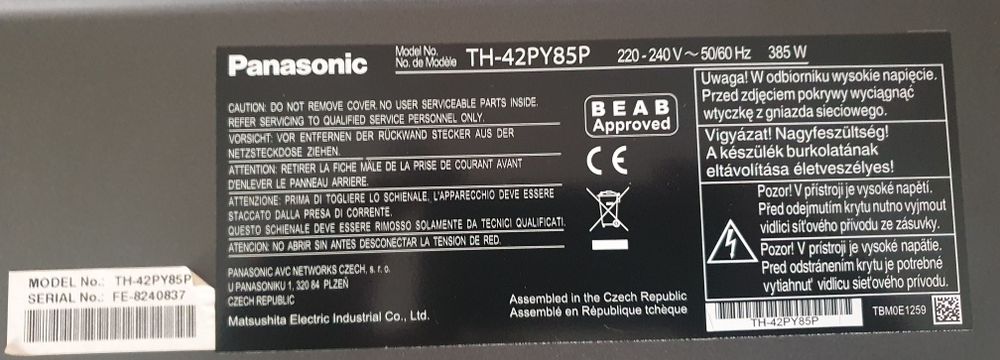 Panasonic
Model No.
No. de Modèle
TH-42PY85P
220 - 240 V ~ 50/60 Hz
385 W
CAUTION: DO NOT REMOVE COVER. NO USER SERVICEABLE PARTS INSIDE.
REFER SERVICING TO QUALIFIED SERVICE PERSONNEL ONLY.
VORSICHT: VOR ENTFERNEN DER RÜCKWAND STECKER AUS DER
NETZSTECKDOSE ZIEHEN.
ATTENTION: RETIRER LA FICHE MÂLE DE LA PRISE DE COURANT AVANT
D'ENLEVER LE PANNEAU ARRIERE.
ATTENZIONE: PRIMA DI TOGLIERE LO SCHIENALE, L'APPARECCHIO DEVE ESSERE
STACCATO DALLA PRESA DI CORRENTE.
QUESTO SCHIENALE DEVE ESSERE RIMOSSO SOLAMENTE DA TECNICI QUALIFICATI.
ATENCION: NO ABRIR SIN ANTES DESCONECTAR LA TENSION DE RED.
PANASONIC AVC NETWORKS CZECH, s. r. o.
U PANASONIKU 1, 320 84 PLZEŇ
CZECH REPUBLIC
Matsushita Electric Industrial Co., Ltd.
BEAB
Approved
CE
Assembled in the Czech Republic
Assemblé en République tchèque
Uwaga! W odbiorniku wysokie napięcie.
Przed zdjęciem pokrywy wyciągnąć
wtyczkę z gniazda sieciowego.
Vigyázat! Nagyfeszültség!
A készülék burkolatának
eltávolítása életveszélyes!
Pozor! V přístroji je vysoké napětí.
Před odejmutím krytu nutno vyjmout
vidlici síťového přívodu ze zásuvky.
Pozor! V prístroji je vysoké napätie.
Pred odstránením krytu je potrebné
vytiahnuť vidlicu sieťového prívodu.
TH-42PY85P
TBM0E1259
MODEL No.: TH-42PY85P
SERIAL No.: FE-8240837